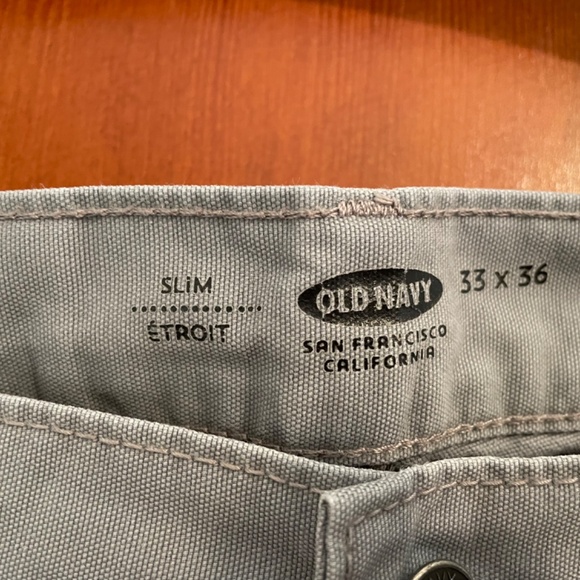 SLiM
ÉTROIT
OLD NAVY
SAN FRANCISCO
CALIFORNIA
33 x 36